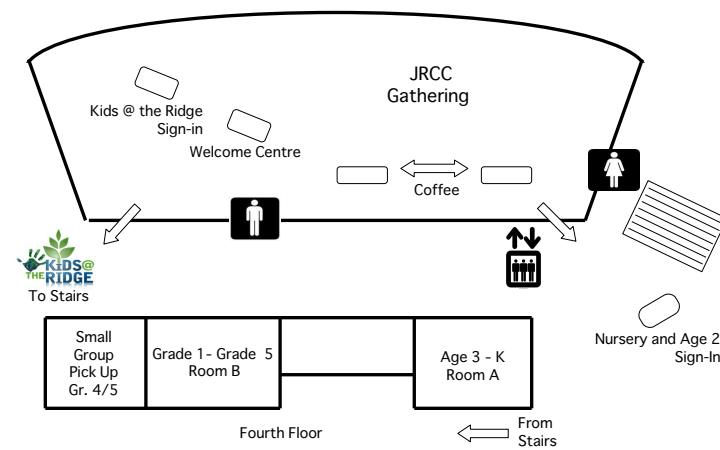 JRCC
Gathering
Kids @ the Ridge
Sign-in
Welcome Centre
Coffee
KIDS@
THE RIDGE
To Stairs
Nursery and Age 2
Sign-In
Small
Group
Pick Up
Gr. 4/5
Grade 1- Grade 5
Room B
Age 3 - K
Room A
Fourth Floor
From
Stairs